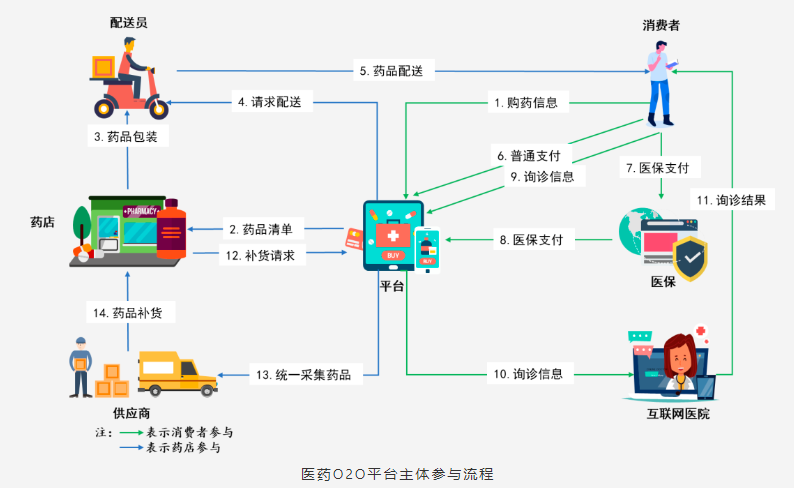 配送员
消费者
5. 药品配送
4. 请求配送
1. 购药信息
3. 药品包装
6. 普通支付
9. 询诊信息
7. 医保支付
11. 询诊结果
药店
+PHARMACY+
2. 药品清单
12. 补货请求
8. 医保支付
BUY
BUY
平台
医保
14. 药品补货
13. 统一采集药品
10. 询诊信息
供应商
互联网医院
注: 表示消费者参与
表示药店参与
医药O2O平台主体参与流程